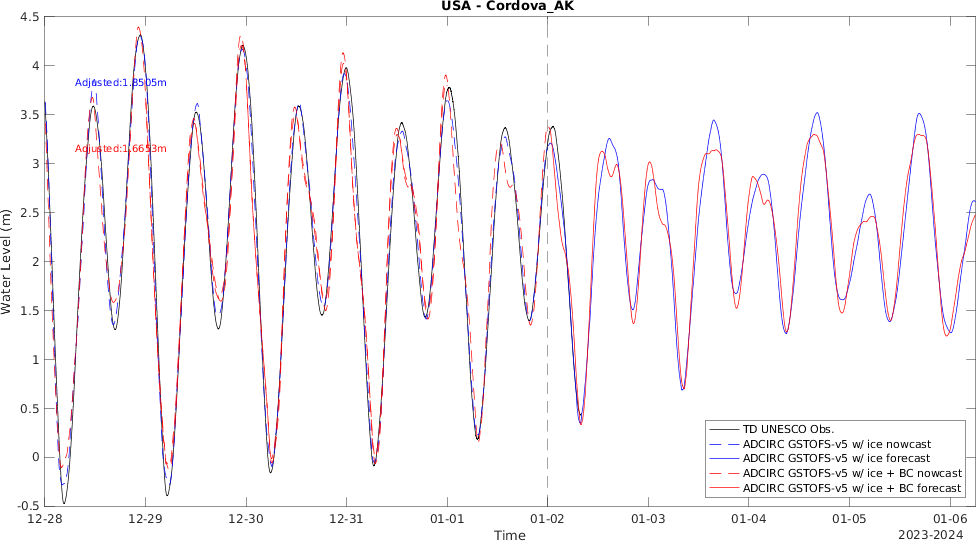 USA - Cordova_AK
4.5
4
3.5
3
2.5
2
1.5
1
0.5
0
-0.5
Water Level (m)
Adjusted:1.8505m
Adjusted:1.6653m
TD UNESCO Obs.
ADCIRC GSTOFS-v5 w/ ice nowcast
ADCIRC GSTOFS-v5 w/ ice forecast
ADCIRC GSTOFS-v5 w/ ice + BC nowcast
ADCIRC GSTOFS-v5 w/ ice + BC forecast
12-28 12-29 12-30 12-31 01-01 01-02 01-03 01-04 01-05 01-06
Time
2023-2024